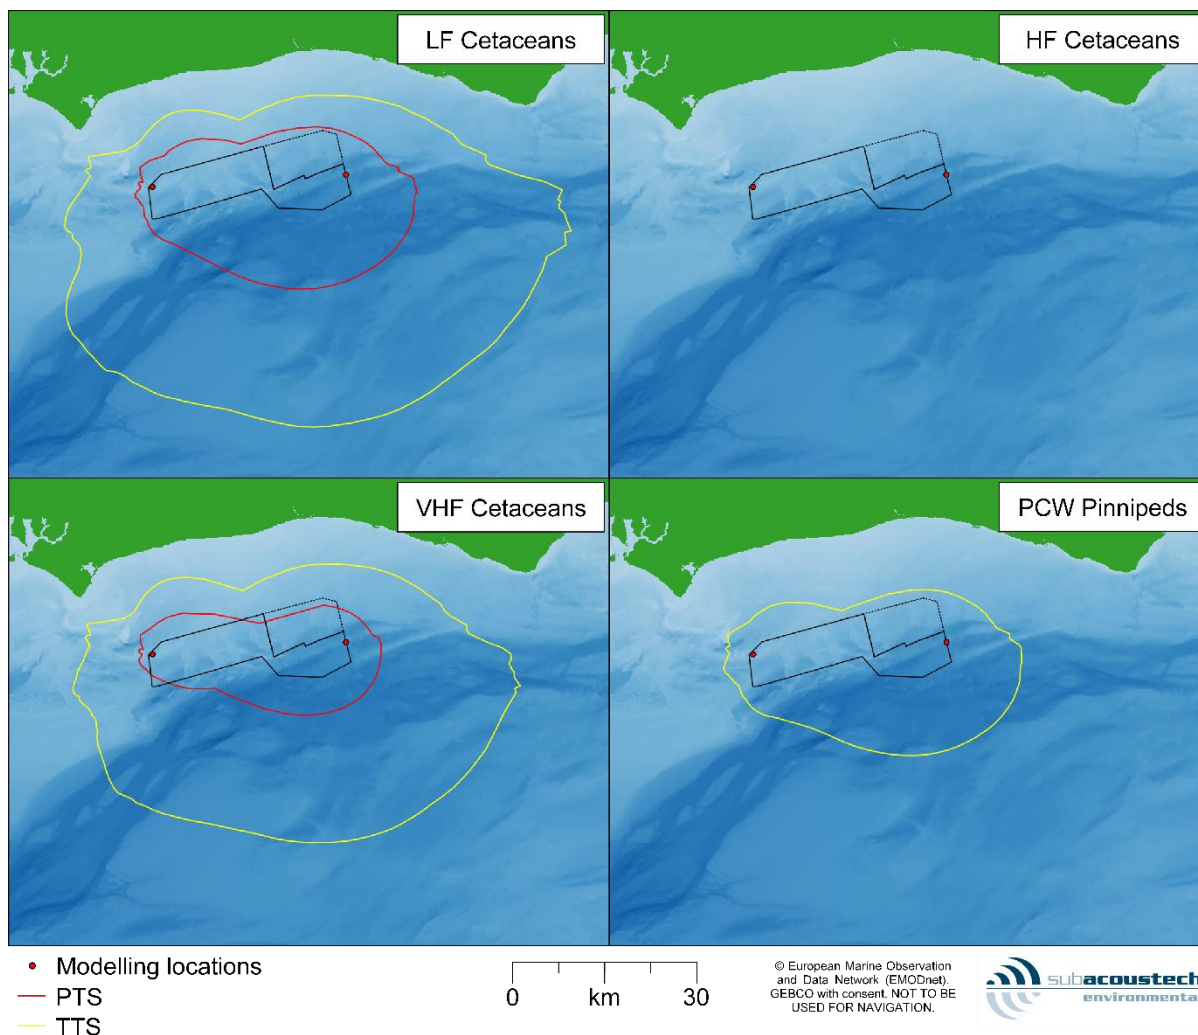 LF Cetaceans
HF Cetaceans
VHF Cetaceans
PCW Pinnipeds
Modelling locations
PTS
TTS
0 km 30
© European Marine Observation
and Data Network (EMODnet).
GEBCO with consent. NOT TO BE
USED FOR NAVIGATION.
subacoustech
environmental